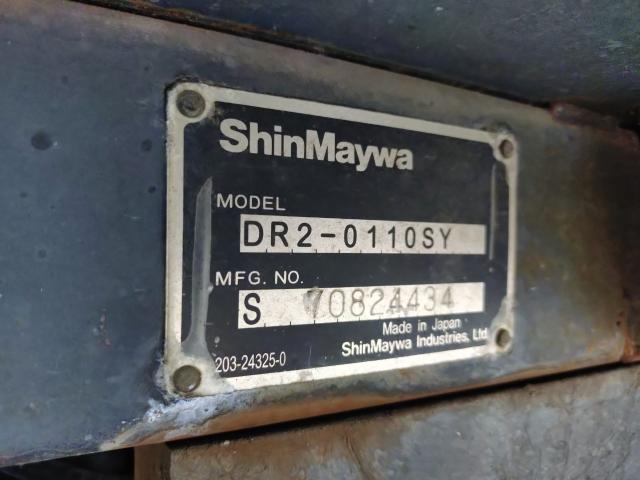 ShinMaywa
MODEL
DR2-0110SY
MFG. NO.
S 70824434
Made in Japan
203-24325-0 ShinMaywa Industries, Ltd.